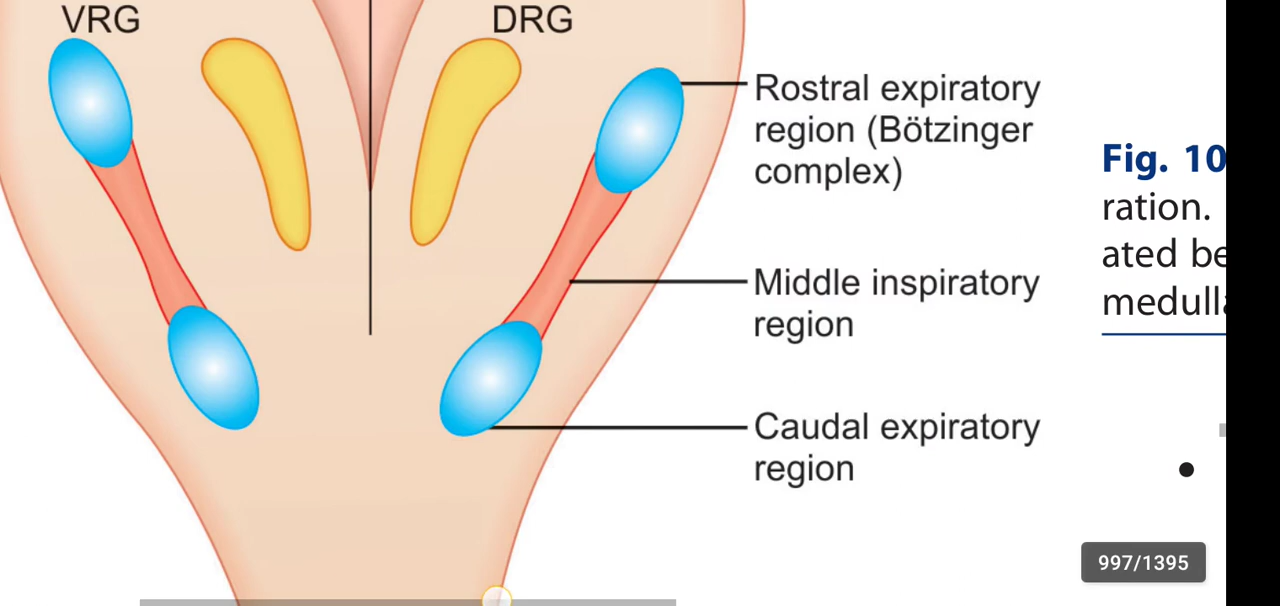 VRG
DRG
Rostral expiratory
region (Bötzinger
complex)
Middle inspiratory
region
Caudal expiratory
region
Fig. 10
ration.
ated be
medulla
•
997/1395